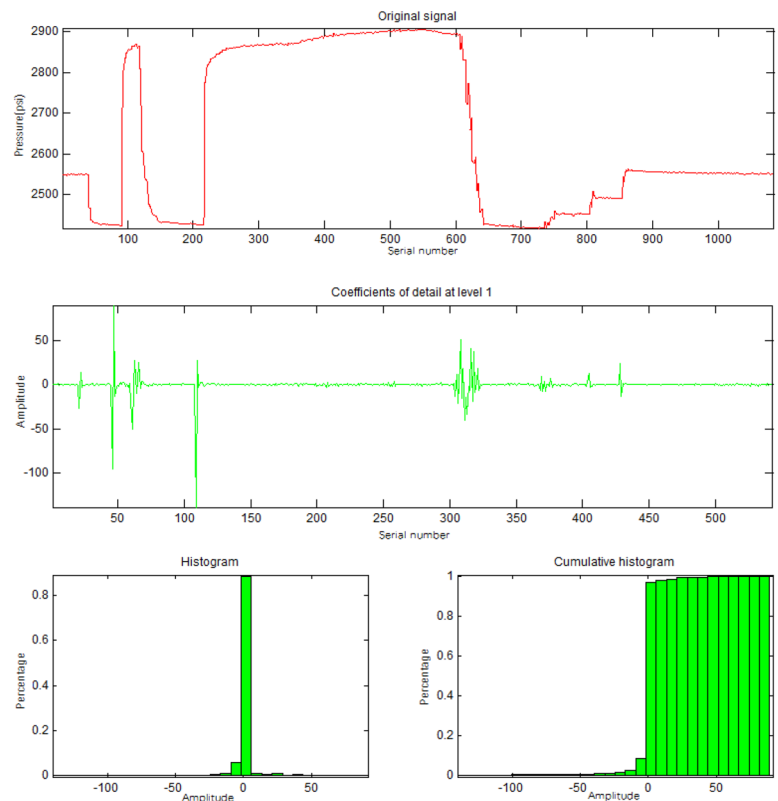 Original signal
2900
2800
2700
2600
2500
Pressure(psi)
100 200 300 400 500 600 700 800 900 1000
Serial number
Coefficients of detail at level 1
50
0
-50
-100
Amplitude
50 100 150 200 250 300 350 400 450 500
Serial number
Histogram
0.8
0.6
0.4
0.2
0
Percentage
-100 -50 0 50
Amplitude
Cumulative histogram
1
0.8
0.6
0.4
0.2
0
Percentage
-100 -50 0 50
Amplitude